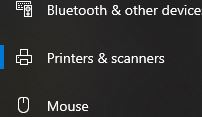 Bluetooth & other device
Printers & scanners
Mouse